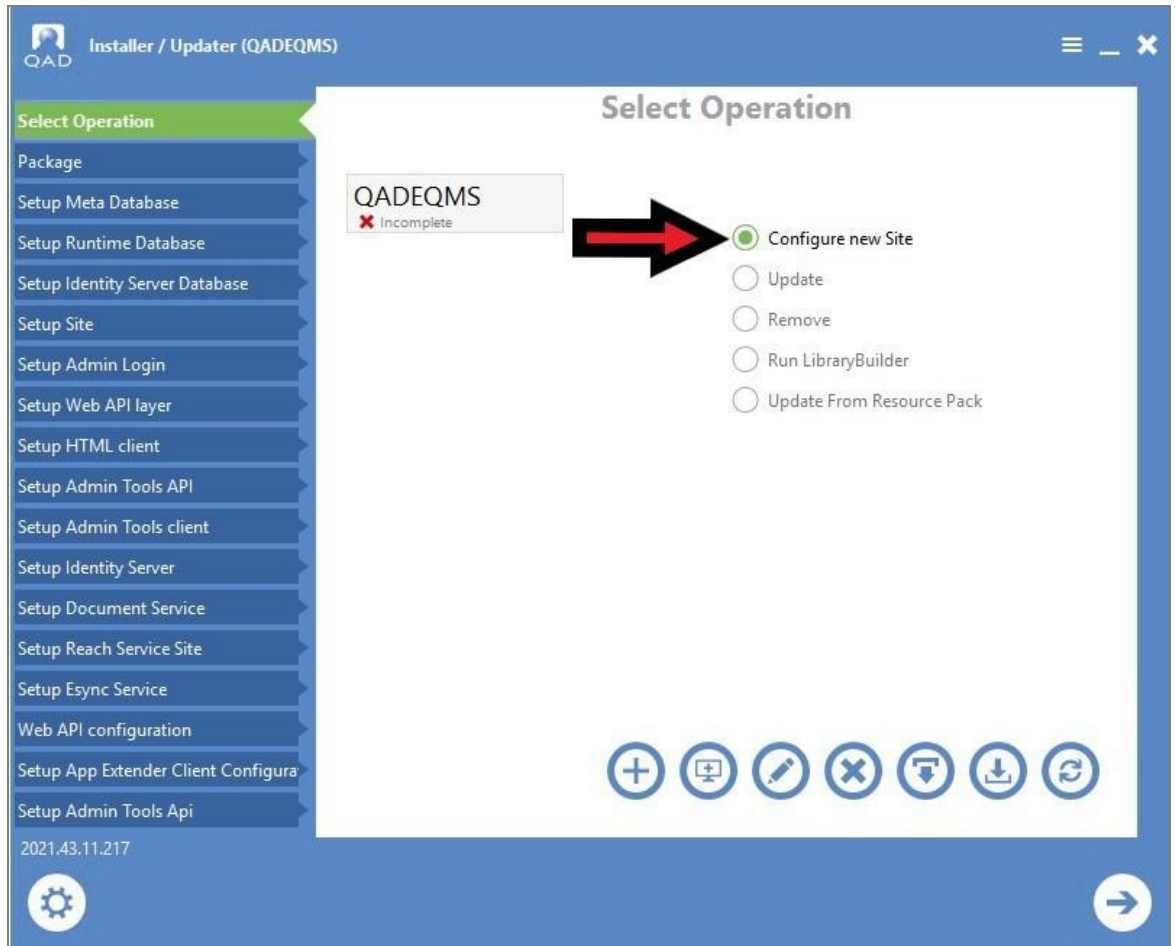 QAD
Installer / Updater (QADEQMS)
Select Operation
Package
Setup Meta Database
Setup Runtime Database
Setup Identity Server Database
Setup Site
Setup Admin Login
Setup Web API layer
Setup HTML client
Setup Admin Tools API
Setup Admin Tools client
Setup Identity Server
Setup Document Service
Setup Reach Service Site
Setup Esync Service
Web API configuration
Setup App Extender Client Configura
Setup Admin Tools Api
2021.43.11.217
Select Operation
QADEQMS
Incomplete
Configure new Site
Update
Remove
Run LibraryBuilder
Update From Resource Pack